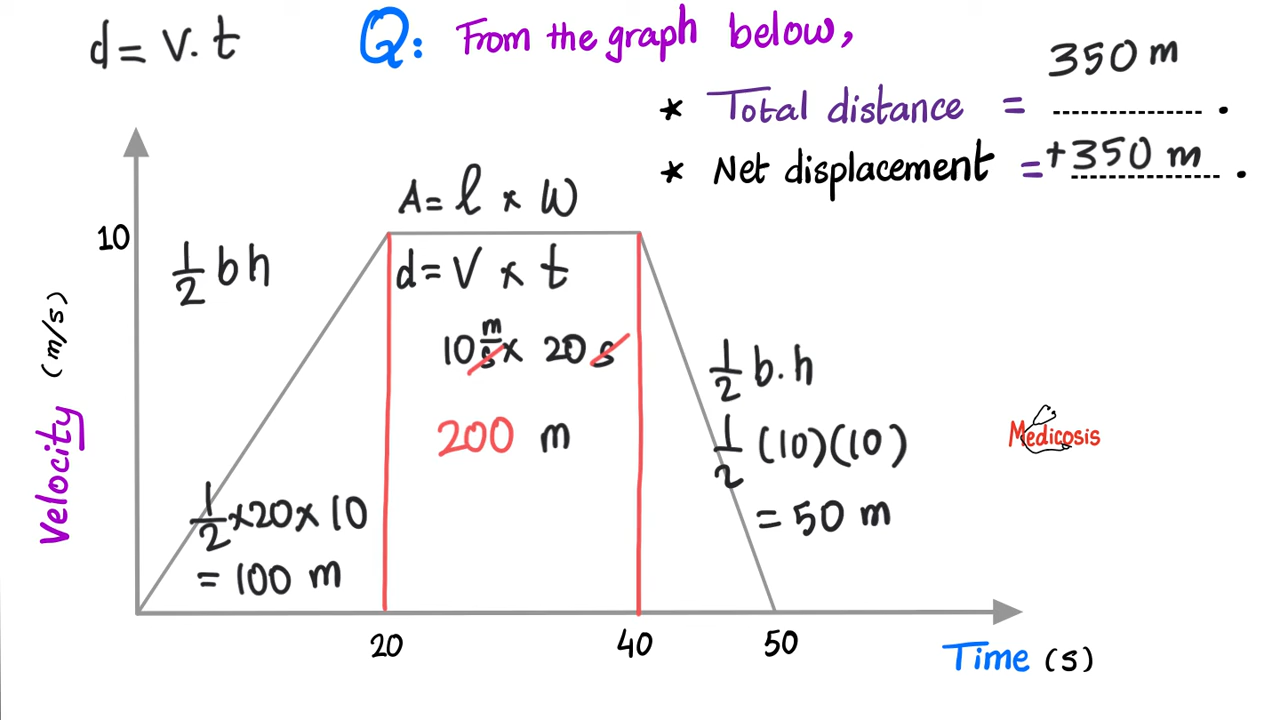 d = v. t
Q: From the graph below,
350 m
* Total distance = .............. .
* Net displacement = +350 m .
A = l × w
10
1/2 b h
d = V × t
10 m/s × 20 s
1/2 b. h
200 m
1/2 (10)(10)
= 50 m
1/2 × 20 × 10
= 100 m
Velocity (m/s)
Medicosis
20
40
50
Time (s)